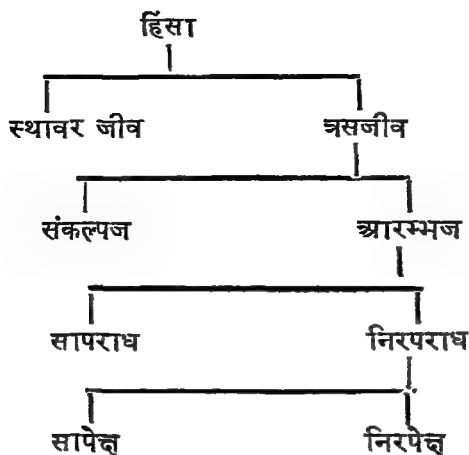 हिंसा
स्थावर जीव त्रसजीव
संकल्पज आरम्भज
सापराध निरपराध
सापेक्ष निरपेक्ष